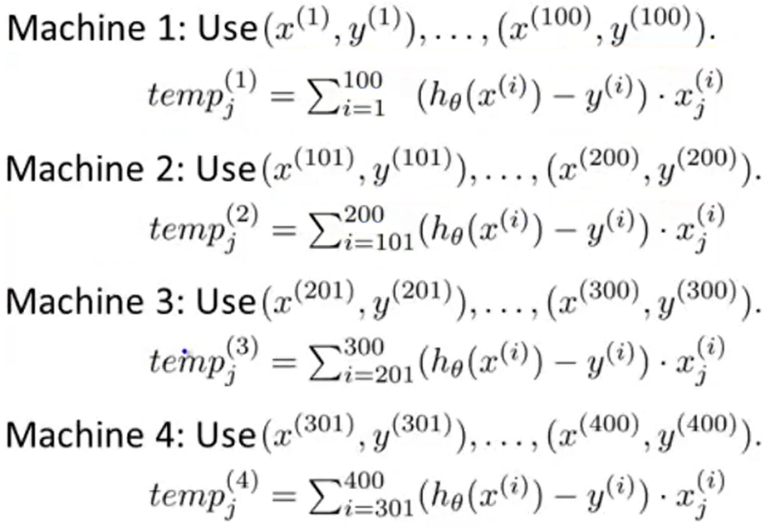 Machine 1: Use $(x^{(1)}, y^{(1)}), \ldots, (x^{(100)}, y^{(100)}).$
$temp_j^{(1)} = \sum_{i=1}^{100} (h_\theta(x^{(i)}) - y^{(i)}) \cdot x_j^{(i)}$
Machine 2: Use $(x^{(101)}, y^{(101)}), \ldots, (x^{(200)}, y^{(200)}).$
$temp_j^{(2)} = \sum_{i=101}^{200} (h_\theta(x^{(i)}) - y^{(i)}) \cdot x_j^{(i)}$
Machine 3: Use $(x^{(201)}, y^{(201)}), \ldots, (x^{(300)}, y^{(300)}).$
$temp_j^{(3)} = \sum_{i=201}^{300} (h_\theta(x^{(i)}) - y^{(i)}) \cdot x_j^{(i)}$
Machine 4: Use $(x^{(301)}, y^{(301)}), \ldots, (x^{(400)}, y^{(400)}).$
$temp_j^{(4)} = \sum_{i=301}^{400} (h_\theta(x^{(i)}) - y^{(i)}) \cdot x_j^{(i)}$